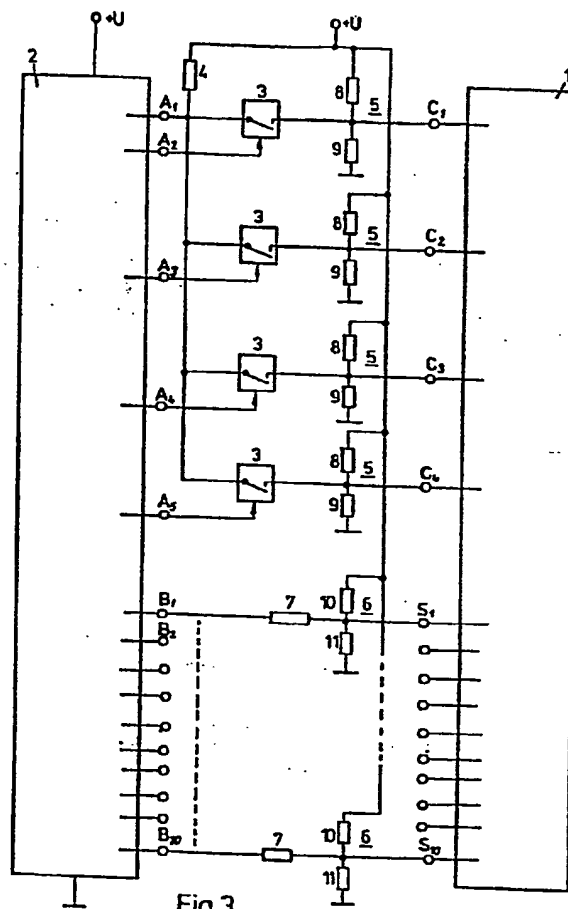 +U +U
2 1
4
A₁ 3 8 5 C₁
A₂ 9
3 8 5 C₂
A₃ 9
3 8 5 C₃
A₄ 9
3 8 5 C₄
A₅ 9
B₁ 7 10 6 S₁
B₂ 11
B₁₀ 7 10 6 S₁₀
11
Fig.3